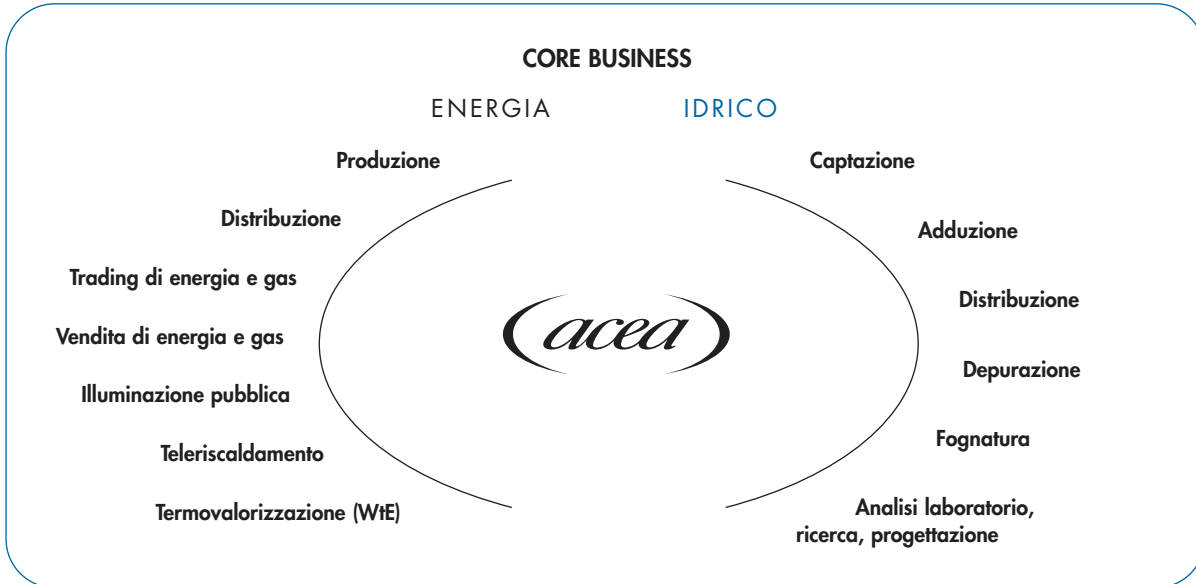 CORE BUSINESS
ENERGIA
IDRICO
Produzione
Distribuzione
Trading di energia e gas
Vendita di energia e gas
Illuminazione pubblica
Teleriscaldamento
Termovalorizzazione (WtE)
acea
Captazione
Adduzione
Distribuzione
Depurazione
Fognatura
Analisi laboratorio,
ricerca, progettazione